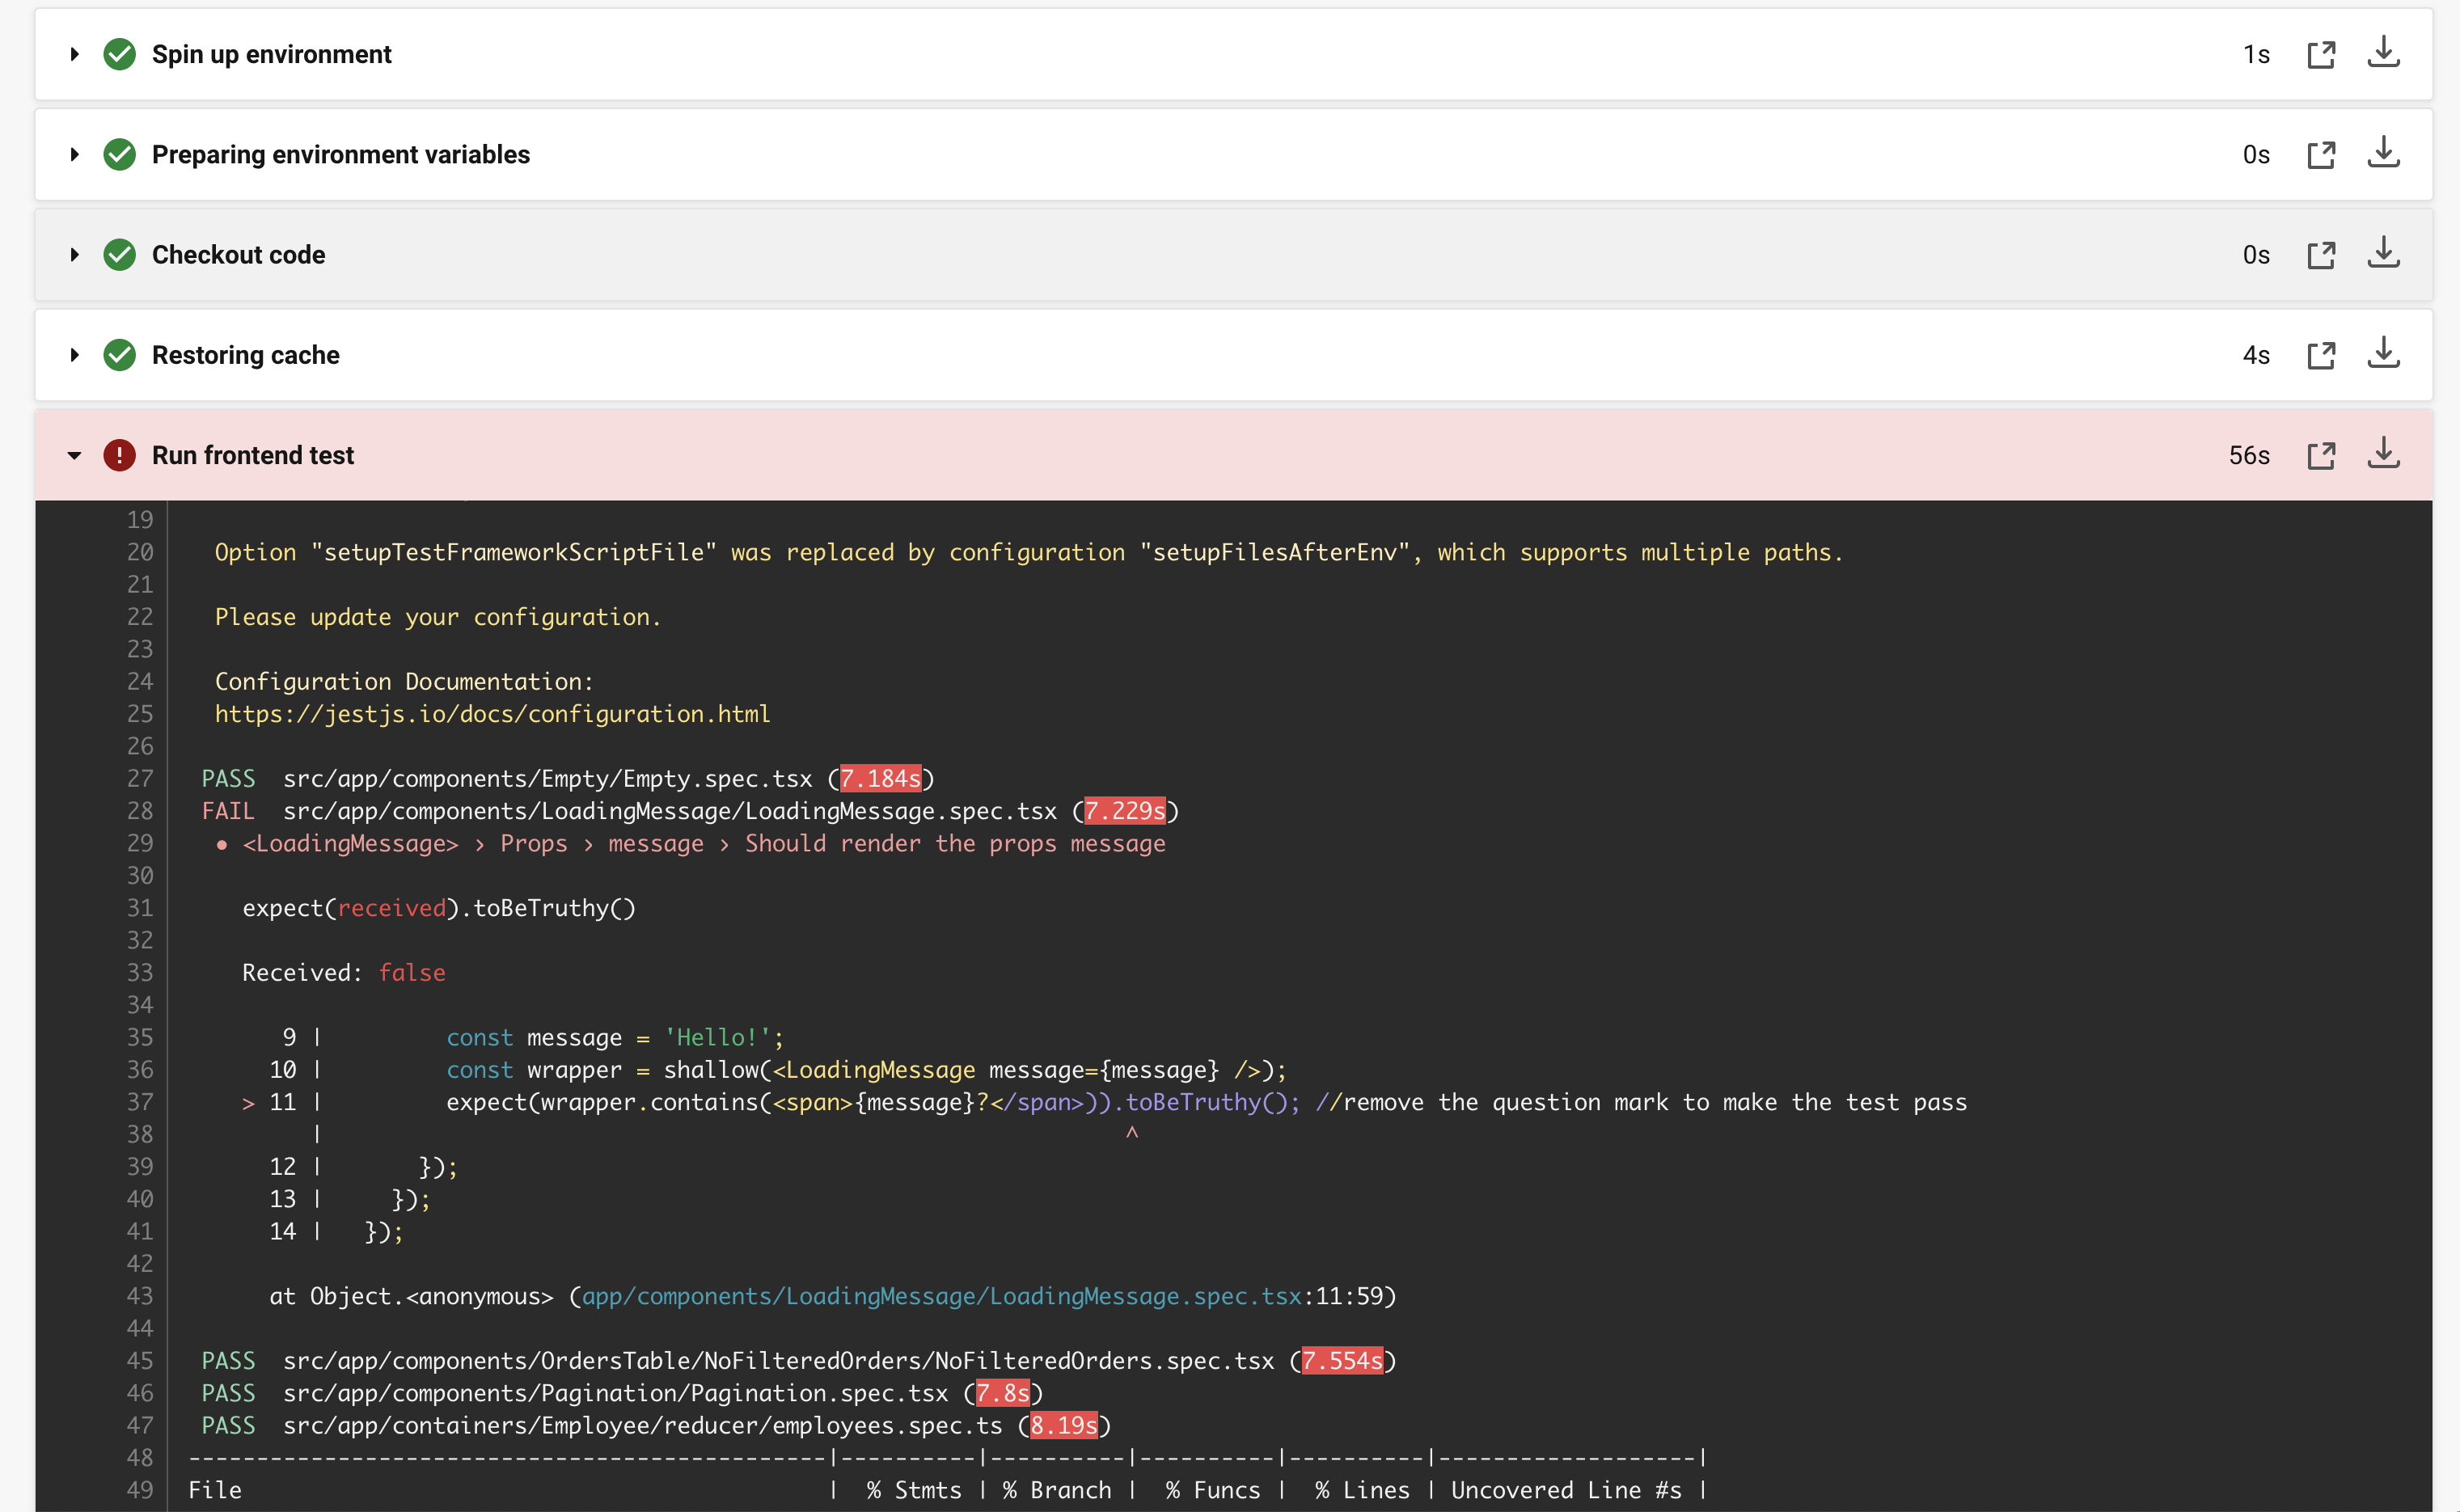 Spin up environment 1s
Preparing environment variables 0s
Checkout code 0s
Restoring cache 4s
Run frontend test 56s
19
20 Option "setupTestFrameworkScriptFile" was replaced by configuration "setupFilesAfterEnv", which supports multiple paths.
21
22 Please update your configuration.
23
24 Configuration Documentation:
25 https://jestjs.io/docs/configuration.html
26
27 PASS src/app/components/Empty/Empty.spec.tsx (7.184s)
28 FAIL src/app/components/LoadingMessage/LoadingMessage.spec.tsx (7.229s)
29 ● <LoadingMessage> › Props › message › Should render the props message
30
31 expect(received).toBeTruthy()
32
33 Received: false
34
35 9 | const message = 'Hello!';
36 10 | const wrapper = shallow(<LoadingMessage message={message} />);
37 > 11 | expect(wrapper.contains(<span>{message}?</span>)).toBeTruthy(); //remove the question mark to make the test pass
38 | ^
39 12 | });
40 13 | });
41 14 | });
42
43 at Object.<anonymous> (app/components/LoadingMessage/LoadingMessage.spec.tsx:11:59)
44
45 PASS src/app/components/OrdersTable/NoFilteredOrders/NoFilteredOrders.spec.tsx (7.554s)
46 PASS src/app/components/Pagination/Pagination.spec.tsx (7.8s)
47 PASS src/app/containers/Employee/reducer/employees.spec.ts (8.19s)
48 -----------------------------------------------|----------|----------|----------|----------|-------------------|
49 File | % Stmts | % Branch | % Funcs | % Lines | Uncovered Line #s |